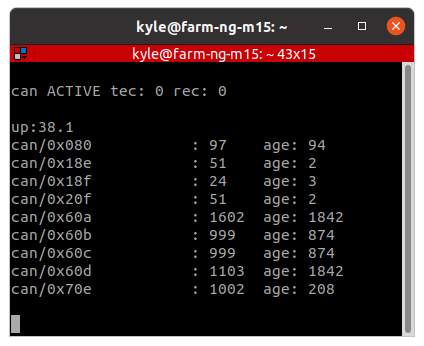 kyle@farm-ng-m15: ~
kyle@farm-ng-m15: ~ 43x15
can ACTIVE tec: 0 rec: 0
up:38.1
can/0x080 : 97 age: 94
can/0x18e : 51 age: 2
can/0x18f : 24 age: 3
can/0x20f : 51 age: 2
can/0x60a : 1602 age: 1842
can/0x60b : 999 age: 874
can/0x60c : 999 age: 874
can/0x60d : 1103 age: 1842
can/0x70e : 1002 age: 208